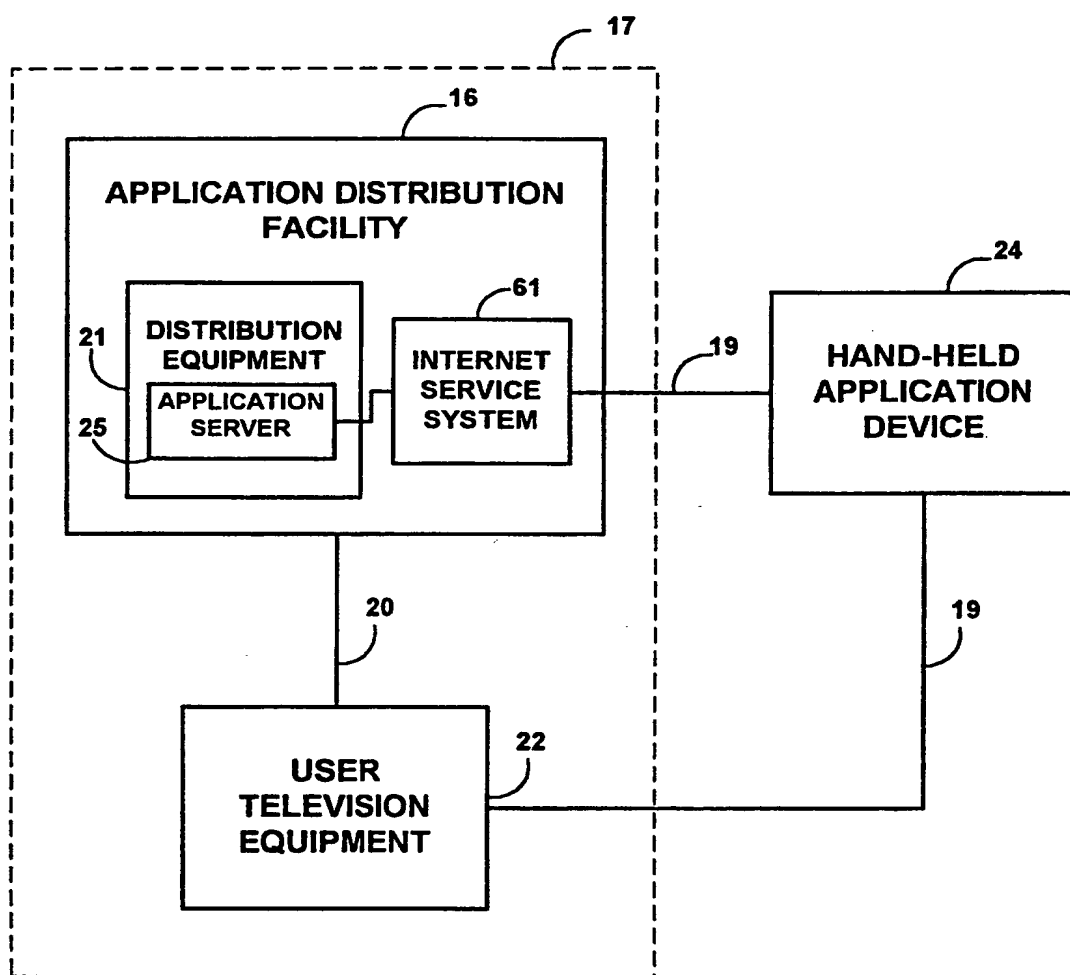 17
16
APPLICATION DISTRIBUTION
FACILITY
24
61
21
DISTRIBUTION
EQUIPMENT
INTERNET
SERVICE
SYSTEM
19
HAND-HELD
APPLICATION
DEVICE
APPLICATION
SERVER
25
20
19
22
USER
TELEVISION
EQUIPMENT